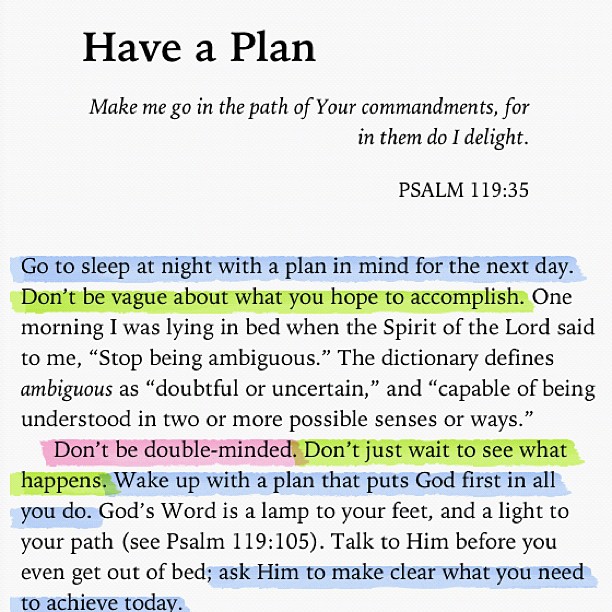 Have a Plan
Make me go in the path of Your commandments, for
in them do I delight.
PSALM 119:35
Go to sleep at night with a plan in mind for the next day.
Don't be vague about what you hope to accomplish. One
morning I was lying in bed when the Spirit of the Lord said
to me, “Stop being ambiguous.” The dictionary defines
ambiguous as “doubtful or uncertain,” and “capable of being
understood in two or more possible senses or ways.”
Don't be double-minded. Don't just wait to see what
happens. Wake up with a plan that puts God first in all
you do. God's Word is a lamp to your feet, and a light to
your path (see Psalm 119:105). Talk to Him before you
even get out of bed; ask Him to make clear what you need
to achieve today.